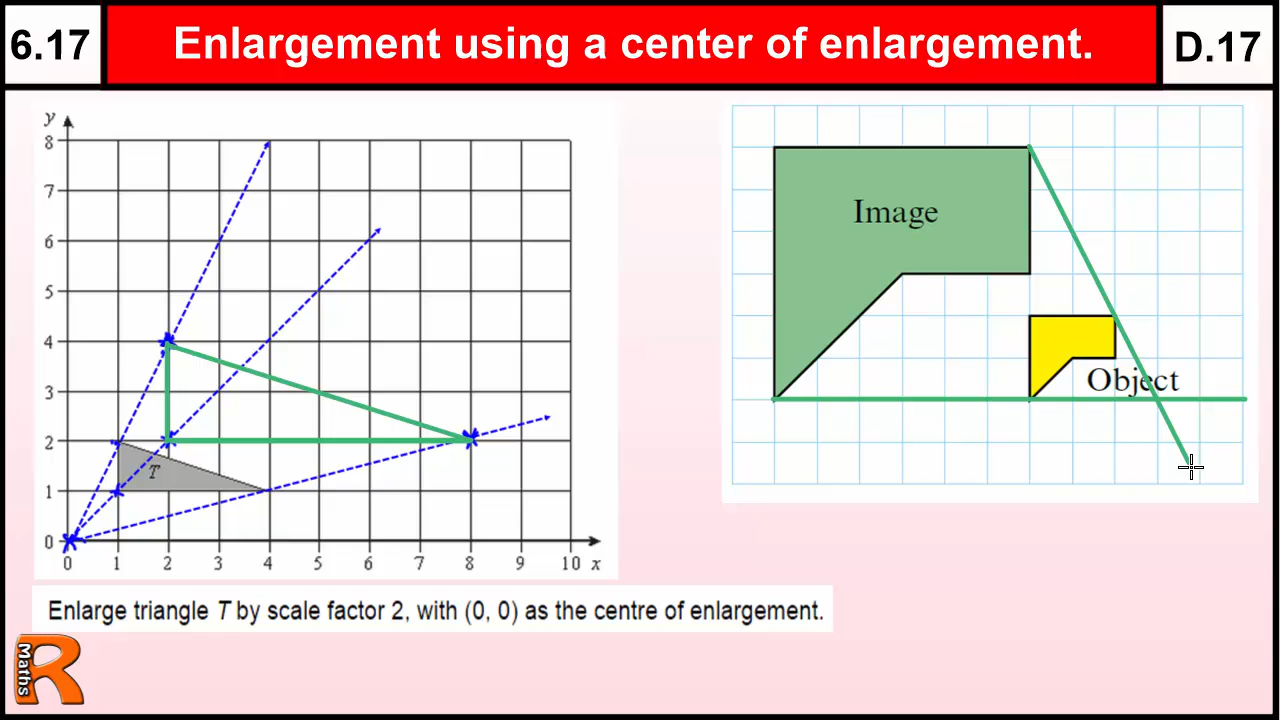 6.17
Enlargement using a center of enlargement.
D.17
y
8
7
6
5
4
3
2
1
0
T
0 1 2 3 4 5 6 7 8 9 10 x
Image
Object
Enlarge triangle T by scale factor 2, with (0, 0) as the centre of enlargement.
R
Maths